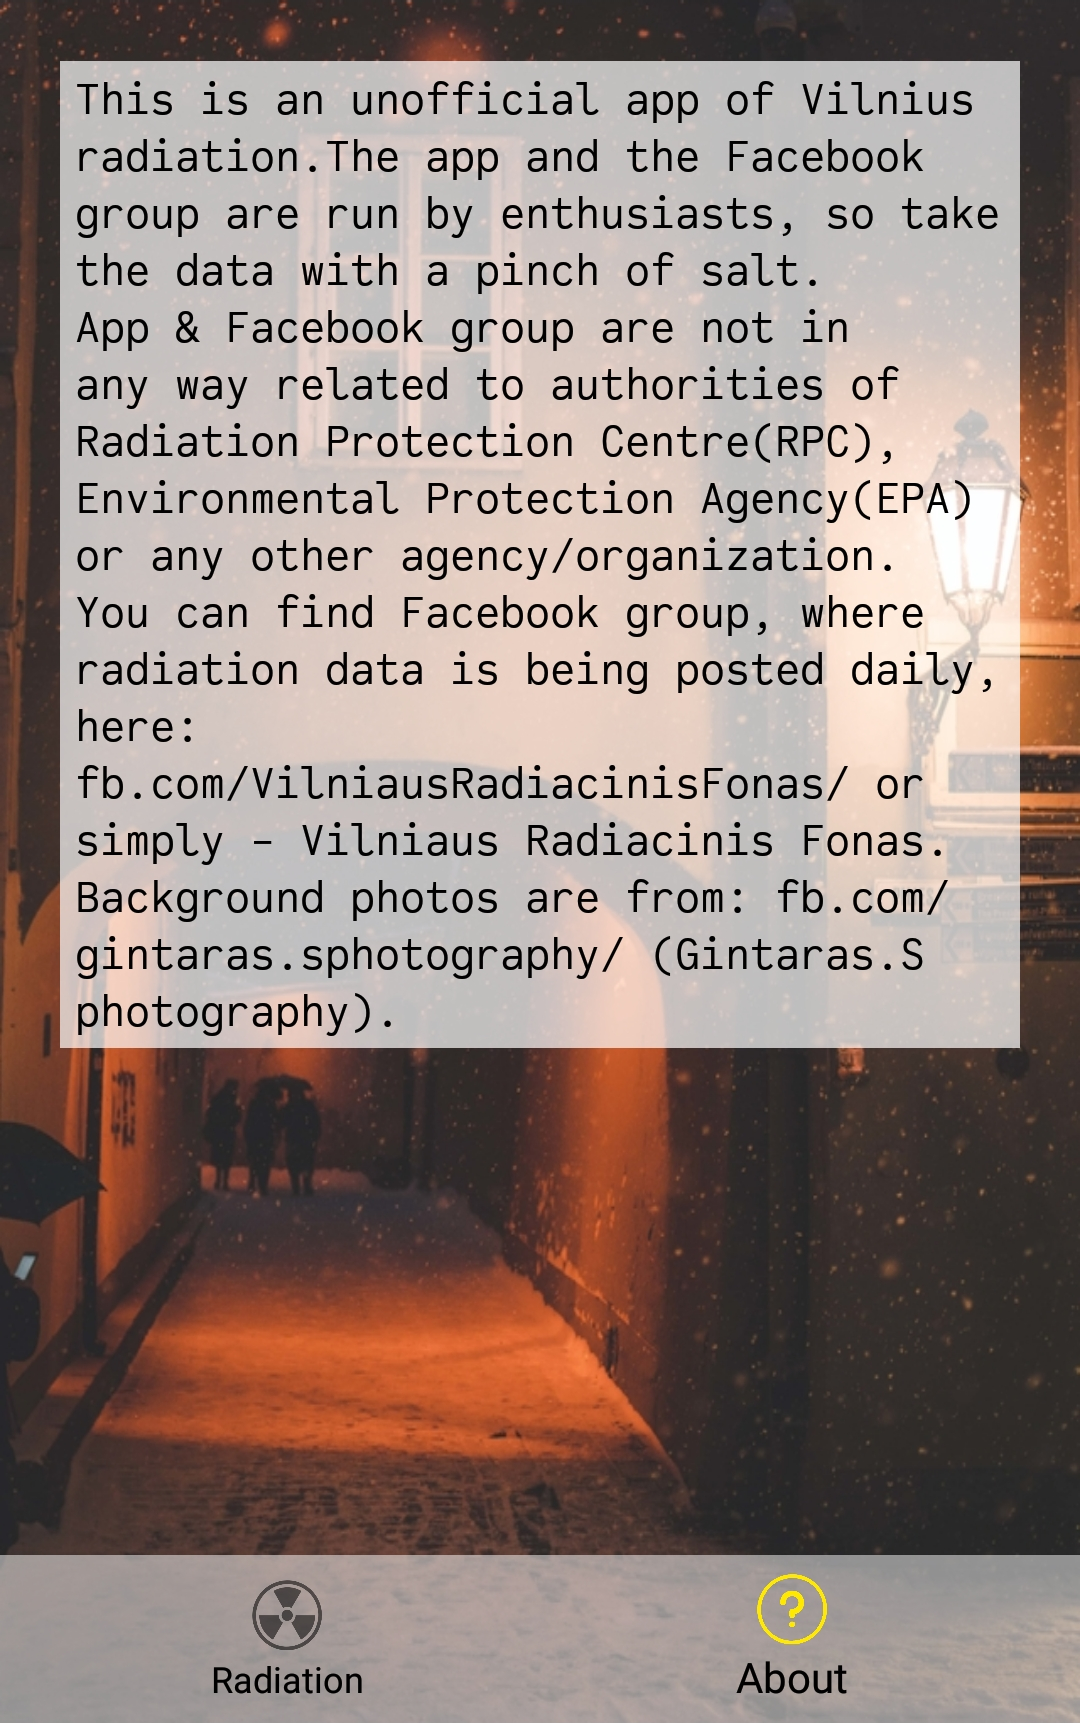 This is an unofficial app of Vilnius
radiation.The app and the Facebook
group are run by enthusiasts, so take
the data with a pinch of salt.
App & Facebook group are not in
any way related to authorities of
Radiation Protection Centre(RPC),
Environmental Protection Agency(EPA)
or any other agency/organization.
You can find Facebook group, where
radiation data is being posted daily,
here:
fb.com/VilniausRadiacinisFonas/ or
simply – Vilniaus Radiacinis Fonas.
Background photos are from: fb.com/
gintaras.sphotography/ (Gintaras.S
photography).
Radiation
About